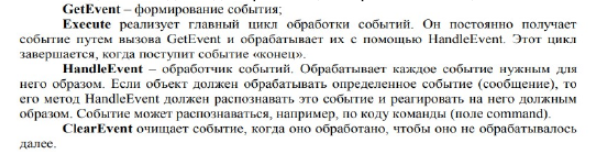 GetEvent – формирование события;
Execute реализует главный цикл обработки событий. Он постоянно получает
событие путем вызова GetEvent и обрабатывает их с помощью HandleEvent. Этот цикл
завершается, когда поступит событие «конец».
HandleEvent – обработчик событий. Обрабатывает каждое событие нужным для
него образом. Если объект должен обрабатывать определенное событие (сообщение), то
его метод HandleEvent должен распознавать это событие и реагировать на него должным
образом. Событие может распознаваться, например, по коду команды (поле command).
ClearEvent очищает событие, когда оно обработано, чтобы оно не обрабатывалось
далее.